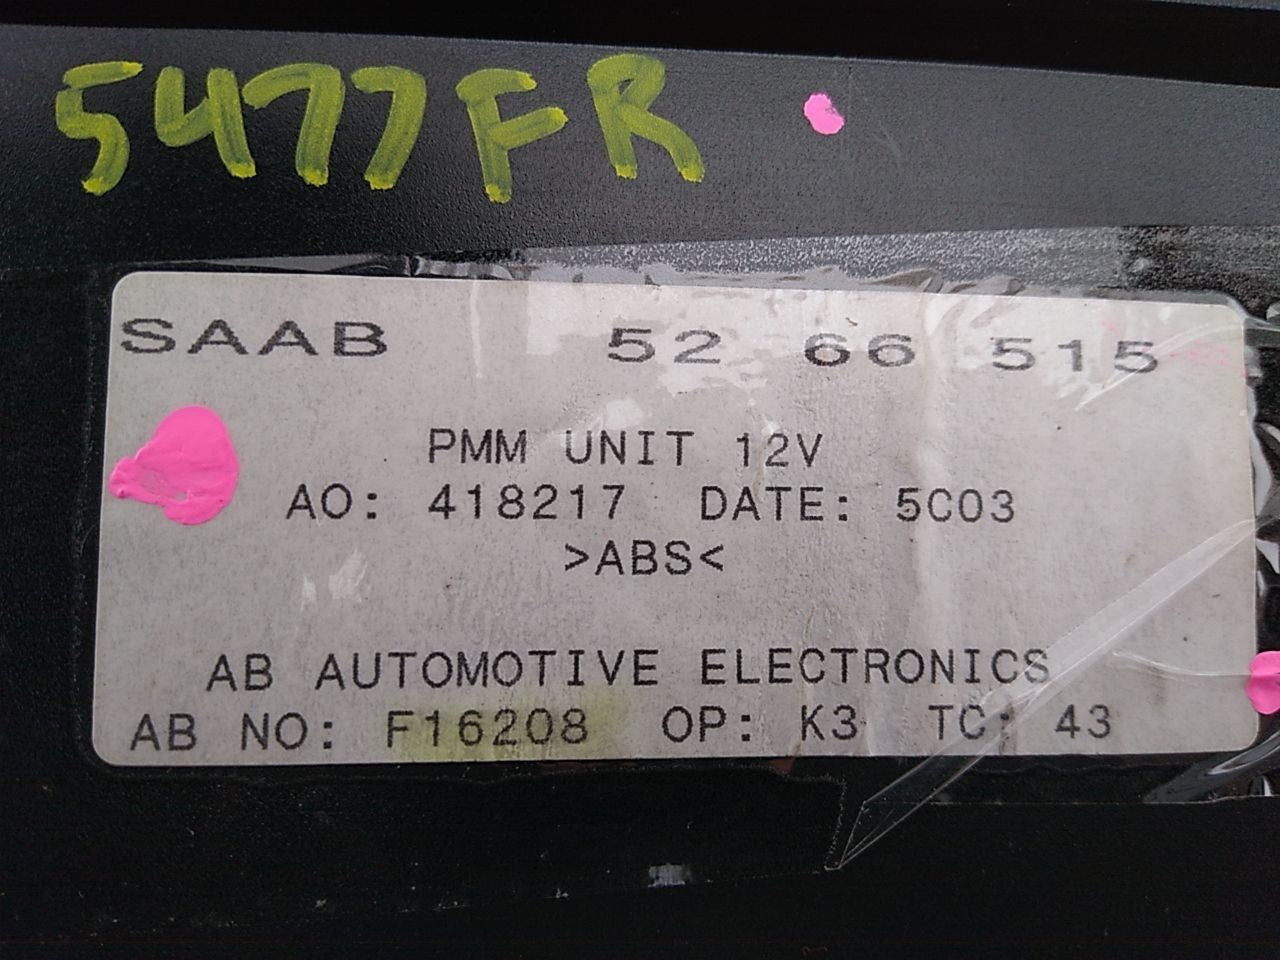 5477FR
SAAB 52 66 515
PMM UNIT 12V
AO: 418217 DATE: 5C03
>ABS<
AB AUTOMOTIVE ELECTRONICS
AB NO: F16208 OP: K3 TC: 43